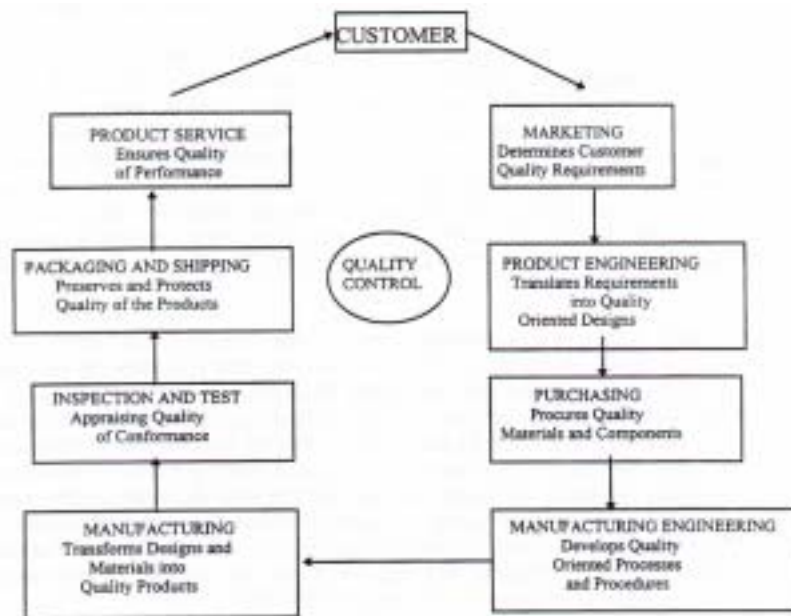 CUSTOMER
MARKETING
Determines Customer
Quality Requirements
PRODUCT ENGINEERING
Translates Requirements
into Quality
Oriented Designs
PURCHASING
Procures Quality
Materials and Components
MANUFACTURING ENGINEERING
Develops Quality
Oriented Processes
and Procedures
MANUFACTURING
Transforms Designs and
Materials into
Quality Products
INSPECTION AND TEST
Appraising Quality
of Conformance
PACKAGING AND SHIPPING
Preserves and Protects
Quality of the Products
PRODUCT SERVICE
Ensures Quality
of Performance
QUALITY
CONTROL